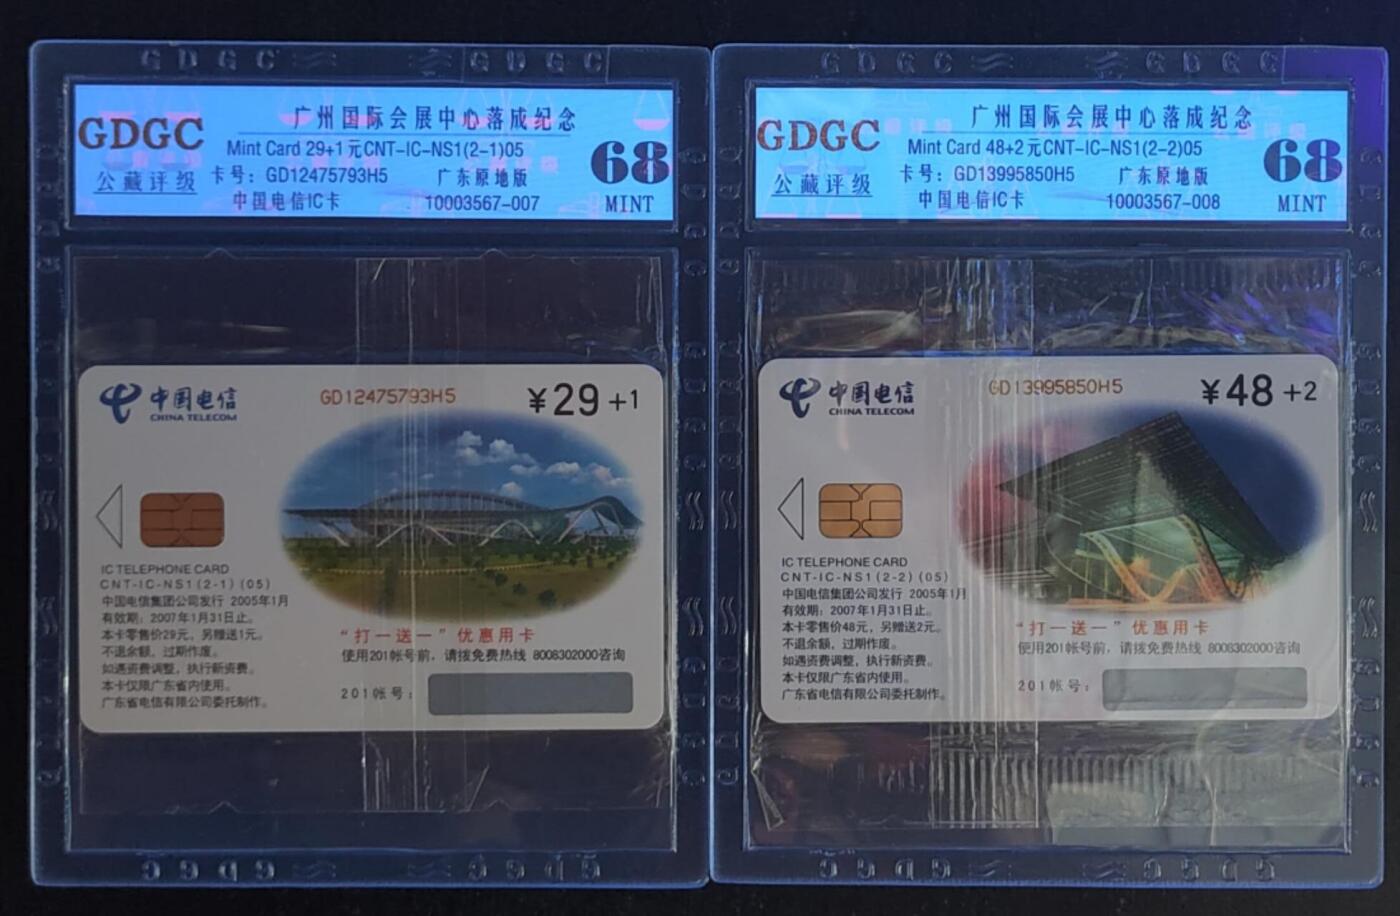 GDGC
GDGC
广州国际会展中心落成纪念
GDGC
Mint Card 29+1元CNT-IC-NS1(2-1)05
68
公藏评级
卡号：GD12475793H5
广东原地版
中国电信IC卡
10003567-007
MINT
中国电信
CHINA TELECOM
GD12475793H5
¥29+1
IC TELEPHONE CARD
CNT-IC-NS1(2-1)(05)
中国电信集团公司发行 2005年1月
有效期：2007年1月31日止。
本卡零售价29元，另赠送1元。
不退余额，过期作废。
如遇资费调整，执行新资费。
本卡仅限广东省内使用。
广东省电信有限公司委托制作。
“打一送一”优惠用卡
使用201帐号前，请拨免费热线 8008302000咨询
201帐号：
GDGC
GDGC
GDGC
GDGC
广州国际会展中心落成纪念
GDGC
Mint Card 48+2元CNT-IC-NS1(2-2)05
68
公藏评级
卡号：GD13995850H5
广东原地版
中国电信IC卡
10003567-008
MINT
中国电信
CHINA TELECOM
GD13995850H5
¥48+2
IC TELEPHONE CARD
CNT-IC-NS1(2-2)(05)
中国电信集团公司发行 2005年1月
有效期：2007年1月31日止。
本卡零售价48元，另赠送2元。
不退余额，过期作废。
如遇资费调整，执行新资费。
本卡仅限广东省内使用。
广东省电信有限公司委托制作。
“打一送一”优惠用卡
使用201帐号前，请拨免费热线 8008302000咨询
201帐号：
GDGC
GDGC